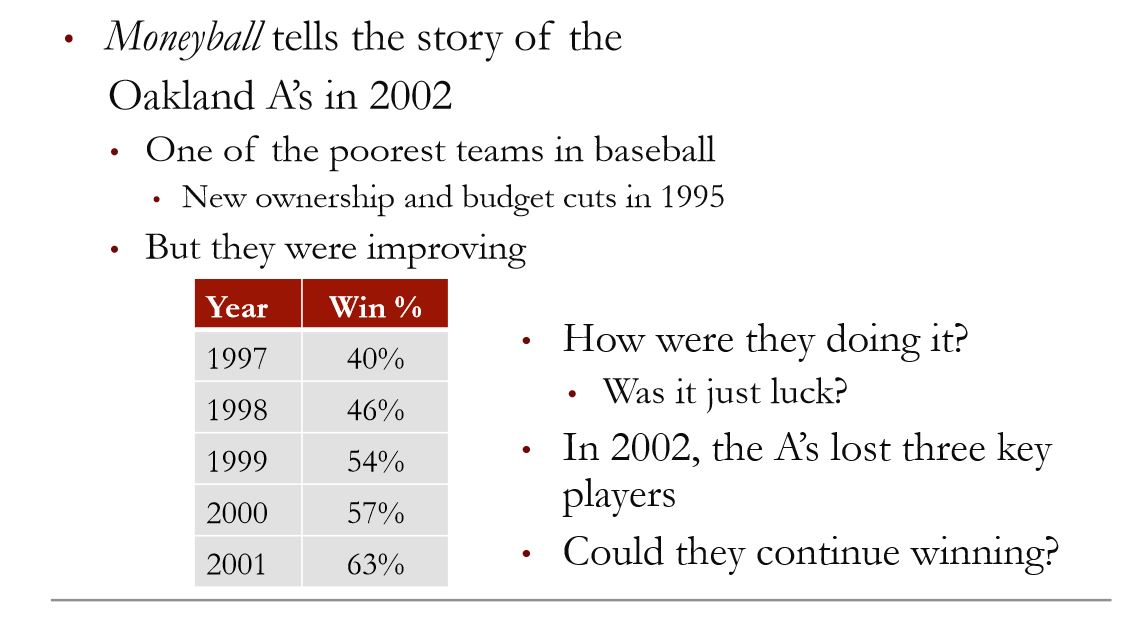 • Moneyball tells the story of the
Oakland A's in 2002
• One of the poorest teams in baseball
• New ownership and budget cuts in 1995
• But they were improving
Year Win %
1997 40%
1998 46%
1999 54%
2000 57%
2001 63%
• How were they doing it?
• Was it just luck?
• In 2002, the A's lost three key
players
• Could they continue winning?